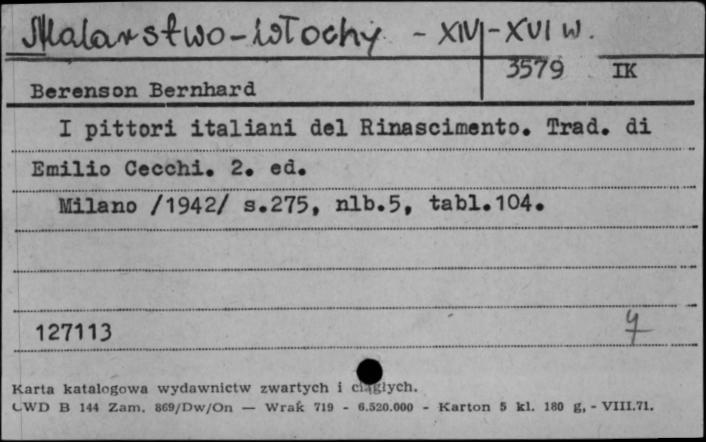 Malarstwo-Włochy - XIV-XVI w.
3579 IK
Berenson Bernhard
I pittori italiani del Rinascimento. Trad. di
Emilio Cecchi. 2. ed.
Milano /1942/ s.275, nlb.5, tabl.104.
127113 4
Karta katalogowa wydawnictw zwartych i ciągłych.
CWD B 144 Zam. 869/Dw/On — Wrak 719 - 6.520.000 - Karton 5 kl. 180 g, - VIII.71.